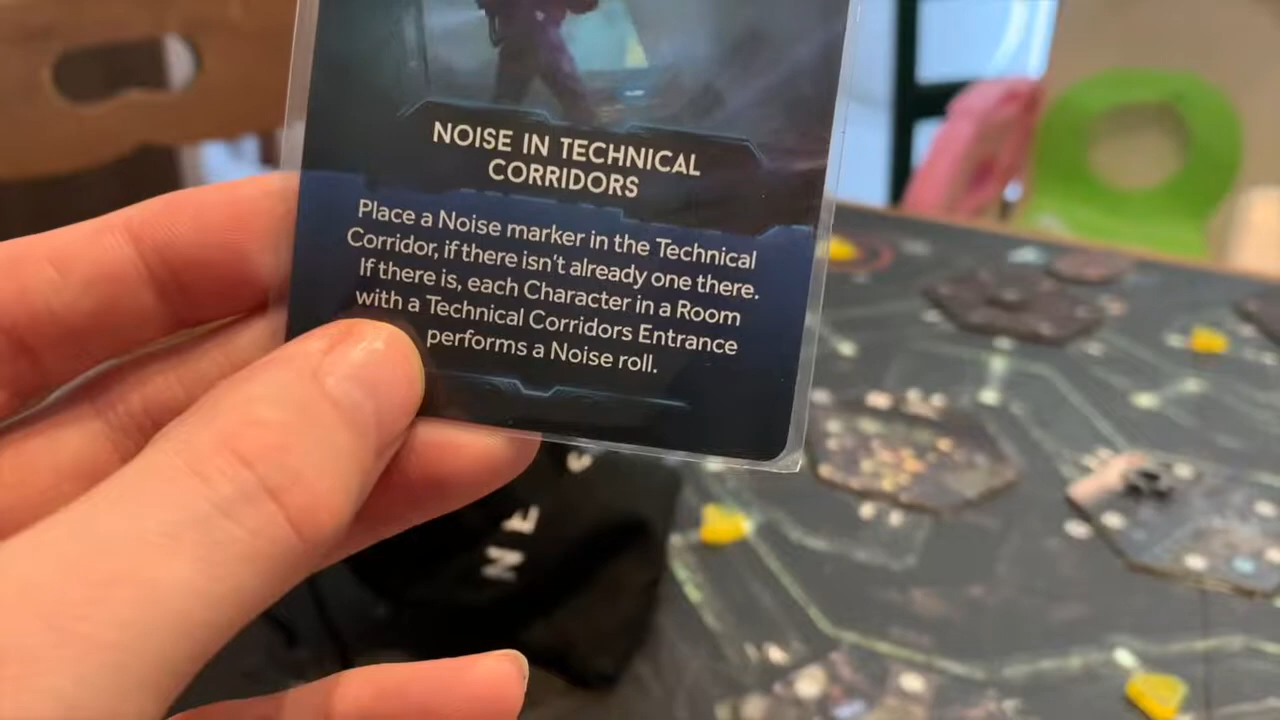 NOISE IN TECHNICAL
CORRIDORS
Place a Noise marker in the Technical
Corridor, if there isn't already one there.
If there is, each Character in a Room
with a Technical Corridors Entrance
performs a Noise roll.
NE